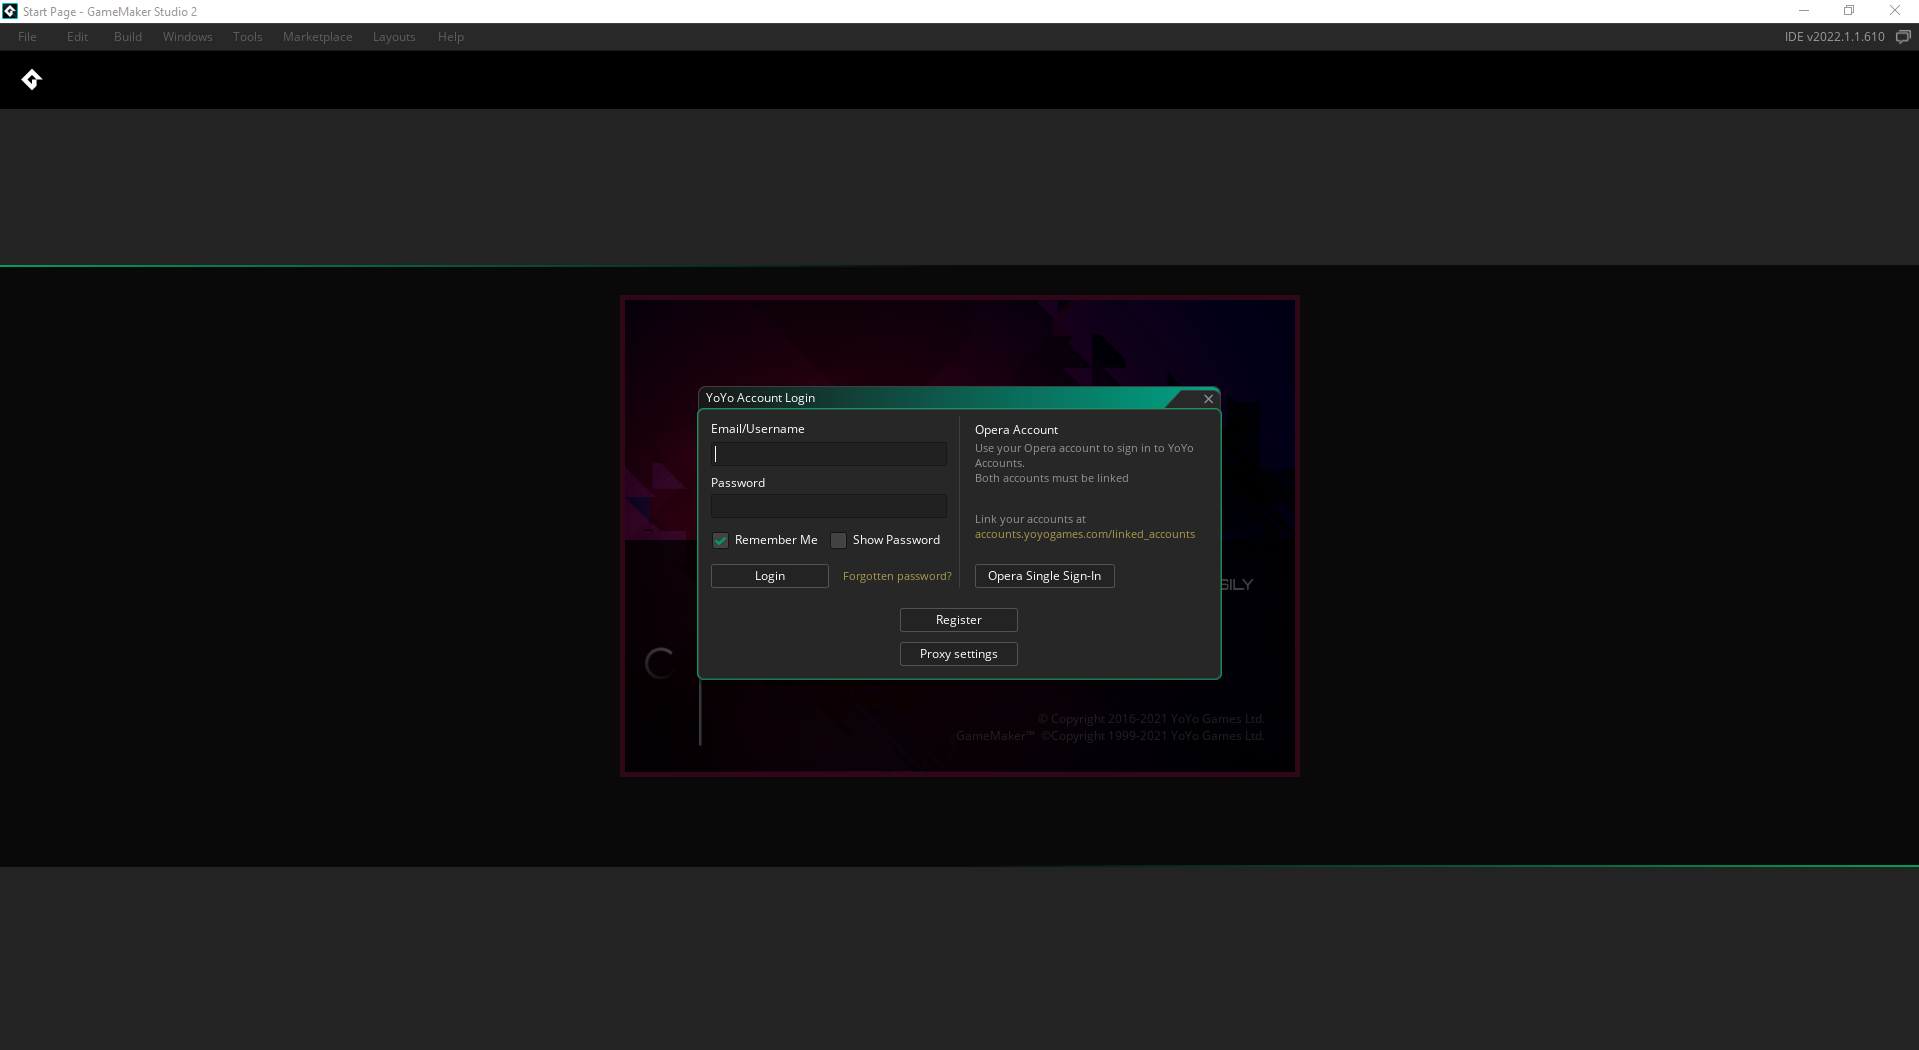 Start Page - GameMaker Studio 2
File Edit Build Windows Tools Marketplace Layouts Help
IDE v2022.1.1.610
YoYo Account Login
Email/Username
Password
Remember Me Show Password
Login Forgotten password?
Opera Account
Use your Opera account to sign in to YoYo
Accounts.
Both accounts must be linked
Link your accounts at
accounts.yoyogames.com/linked_accounts
Opera Single Sign-In
Register
Proxy settings
© Copyright 2016-2021 YoYo Games Ltd.
GameMaker™ ©Copyright 1999-2021 YoYo Games Ltd.